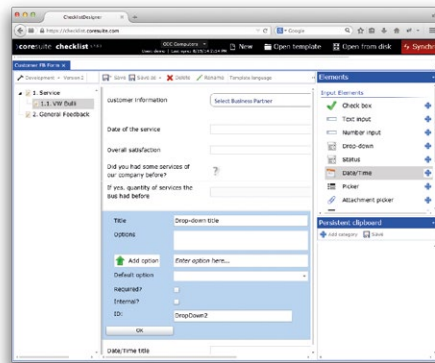 ChecklistDesigner
https://checklist.coresuite.com
Google
coresuite checklist
OEC Computers
New
Open template
Open from disk
Synchr
Customer FB-Form
Development - Version 2
Save
Save as
Delete
Rename
Template language
1. Service
1.1. VW Bulli
2. General Feedback
customer information
Select Business Partner
Date of the service
Overall satisfaction
Did you had some services of
our company before?
?
If yes, quantity of services the
Bus had before
Title
Drop-down title
Options
Add option
Enter option here...
Default option
Required?
Internal?
ID:
DropDown2
OK
Date/Time title
Elements
Input Elements
Check box
Text input
Number input
Drop-down
Status
Date/Time
Picker
Attachment picker
Persistent clipboard
Add category
Save